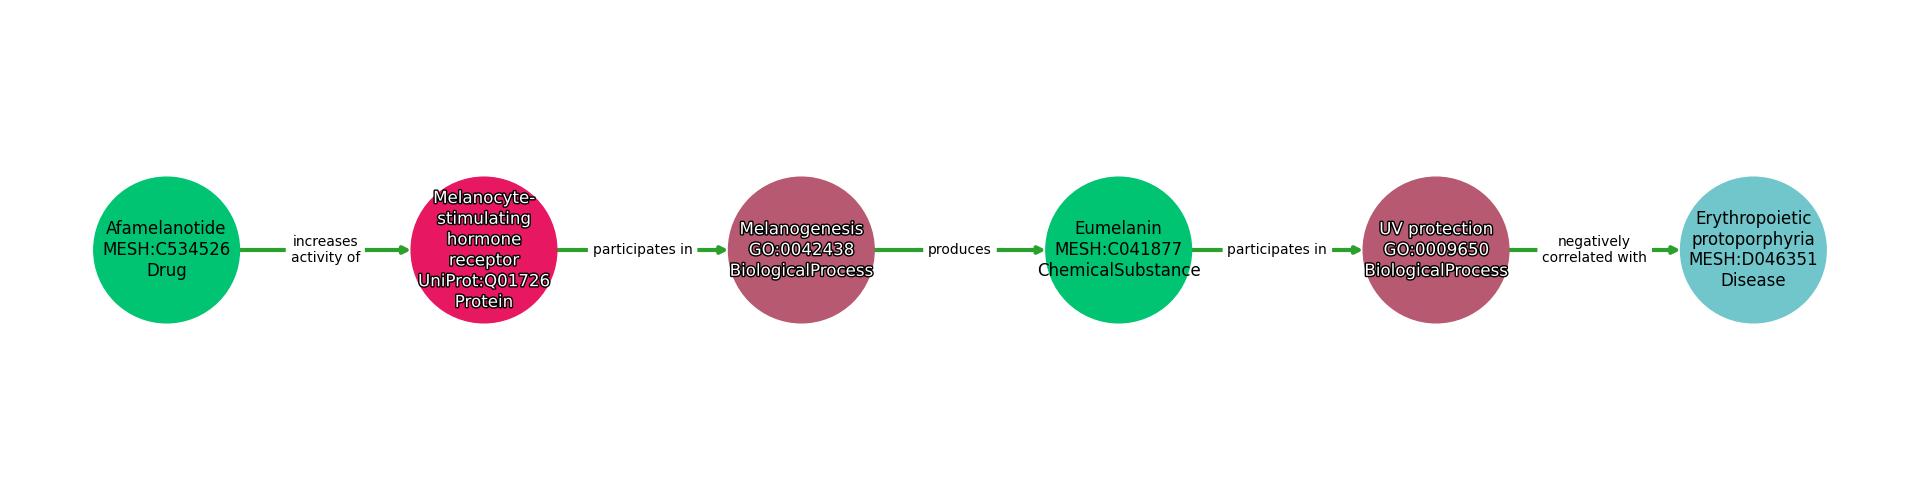 Afamelanotide
MESH:C534526
Drug
increases
activity of
Melanocyte-
stimulating
hormone
receptor
UniProt:Q01726
Protein
participates in
Melanogenesis
GO:0042438
BiologicalProcess
produces
Eumelanin
MESH:C041877
ChemicalSubstance
participates in
UV protection
GO:0009650
BiologicalProcess
negatively
correlated with
Erythropoietic
protoporphyria
MESH:D046351
Disease